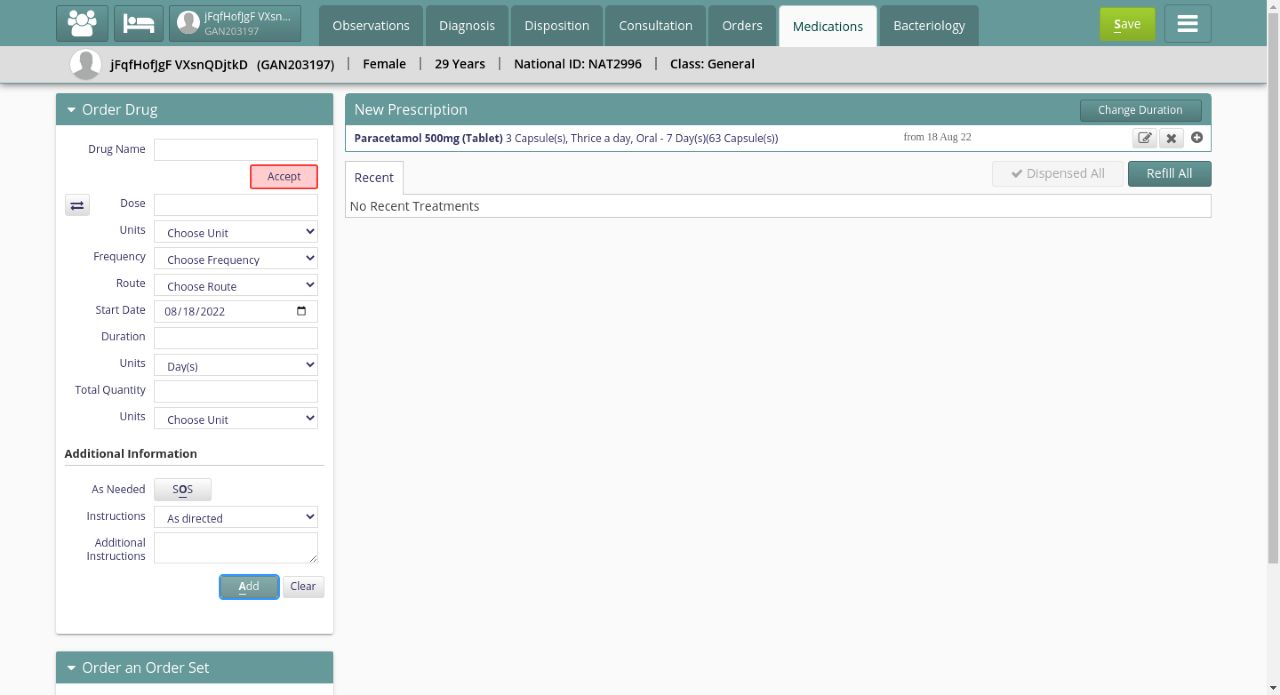 jFqfHofJgF VXsn...
GAN203197
Observations
Diagnosis
Disposition
Consultation
Orders
Medications
Bacteriology
Save
jFqfHofJgF VXsnQDjtkD (GAN203197) | Female | 29 Years | National ID: NAT2996 | Class: General
Order Drug
Drug Name
Accept
Dose
Units Choose Unit
Frequency Choose Frequency
Route Choose Route
Start Date 08/18/2022
Duration
Units Day(s)
Total Quantity
Units Choose Unit
Additional Information
As Needed SOS
Instructions As directed
Additional
Instructions
Add Clear
Order an Order Set
New Prescription Change Duration
Paracetamol 500mg (Tablet) 3 Capsule(s), Thrice a day, Oral - 7 Day(s)(63 Capsule(s)) from 18 Aug 22
Recent Dispensed All Refill All
No Recent Treatments